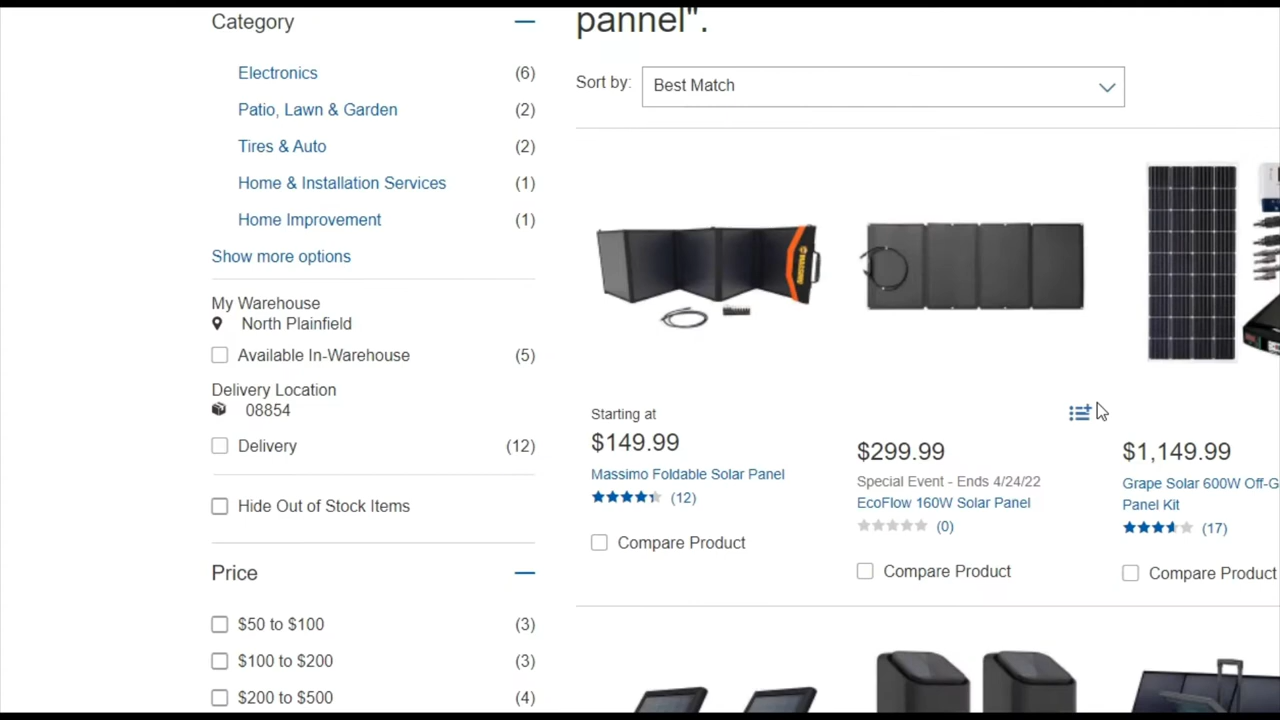 Category
Electronics (6)
Patio, Lawn & Garden (2)
Tires & Auto (2)
Home & Installation Services (1)
Home Improvement (1)
Show more options
My Warehouse
North Plainfield
Available In-Warehouse (5)
Delivery Location
08854
Delivery (12)
Hide Out of Stock Items
Price
$50 to $100 (3)
$100 to $200 (3)
$200 to $500 (4)
pannel".
Sort by: Best Match
Starting at
$149.99
Massimo Foldable Solar Panel
(12)
Compare Product
$299.99
Special Event - Ends 4/24/22
EcoFlow 160W Solar Panel
(0)
Compare Product
$1,149.99
Grape Solar 600W Off-G
Panel Kit
(17)
Compare Product
MASSIMO